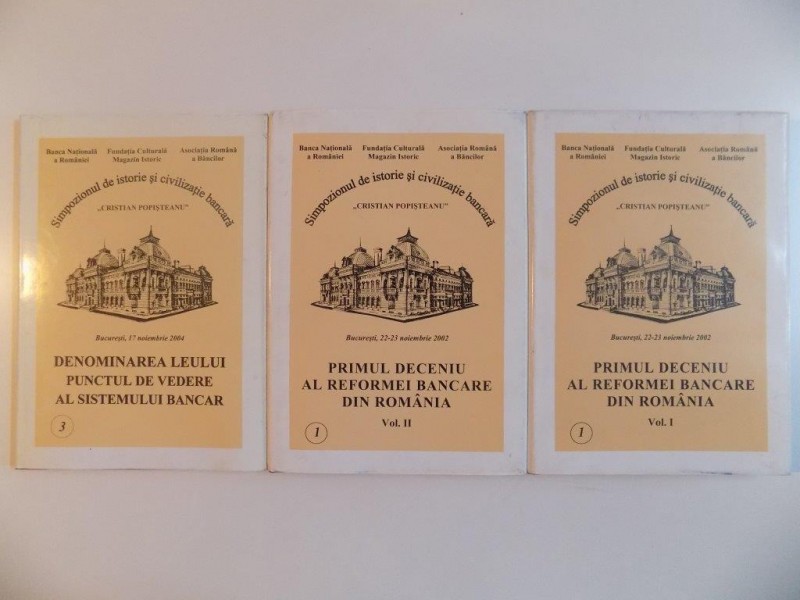 Banca Națională
a României
Fundația Culturală
Magazin Istoric
Asociația Română
a Băncilor
Simpozionul de istorie și civilizație bancară
„CRISTIAN POPIȘTEANU”
București, 17 noiembrie 2004
DENOMINAREA LEULUI
PUNCTUL DE VEDERE
AL SISTEMULUI BANCAR
3
Banca Națională
a României
Fundația Culturală
Magazin Istoric
Asociația Română
a Băncilor
Simpozionul de istorie și civilizație bancară
„CRISTIAN POPIȘTEANU”
București, 22-23 noiembrie 2002
PRIMUL DECENIU
AL REFORMEI BANCARE
DIN ROMÂNIA
Vol. II
1
Banca Națională
a României
Fundația Culturală
Magazin Istoric
Asociația Română
a Băncilor
Simpozionul de istorie și civilizație bancară
„CRISTIAN POPIȘTEANU”
București, 22-23 noiembrie 2002
PRIMUL DECENIU
AL REFORMEI BANCARE
DIN ROMÂNIA
Vol. I
1